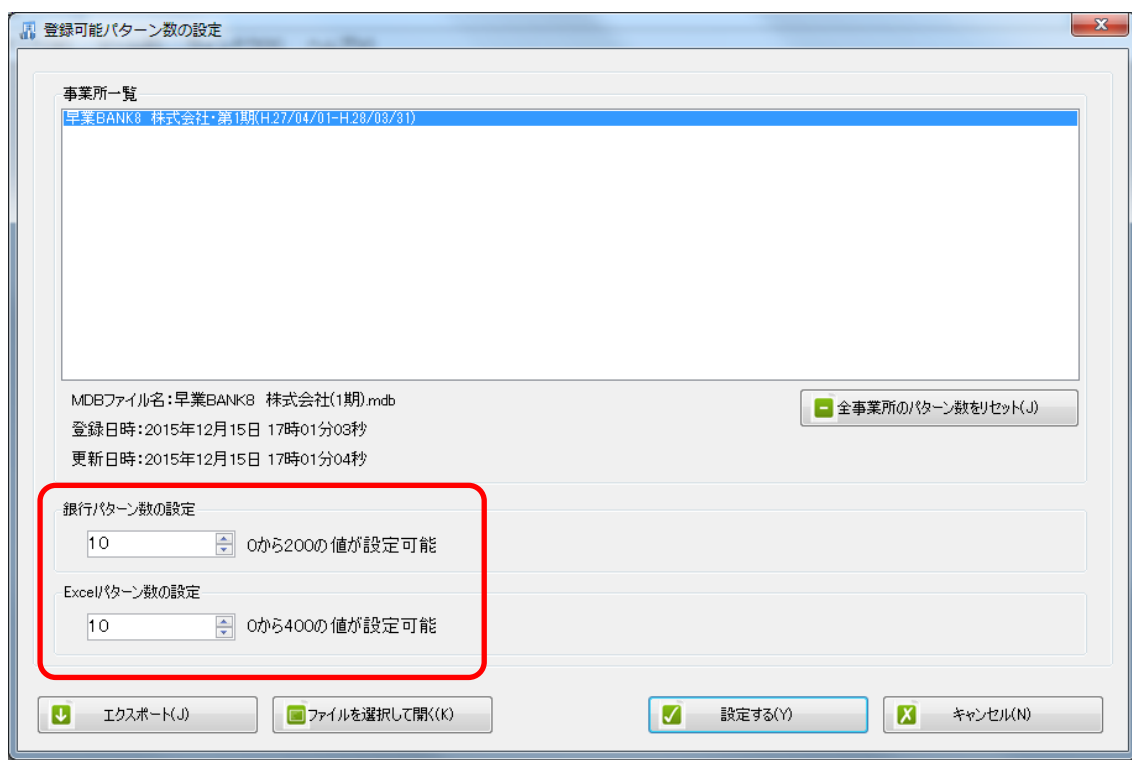 登録可能パターン数の設定
事業所一覧
早業BANK8 株式会社・第1期(H.27/04/01-H.28/03/31)
MDBファイル名：早業BANK8 株式会社(1期).mdb
全事業所のパターン数をリセット(J)
登録日時：2015年12月15日 17時01分03秒
更新日時：2015年12月15日 17時01分04秒
銀行パターン数の設定
10 0から200の値が設定可能
Excelパターン数の設定
10 0から400の値が設定可能
エクスポート(J) ファイルを選択して開く(K) 設定する(Y) キャンセル(N)